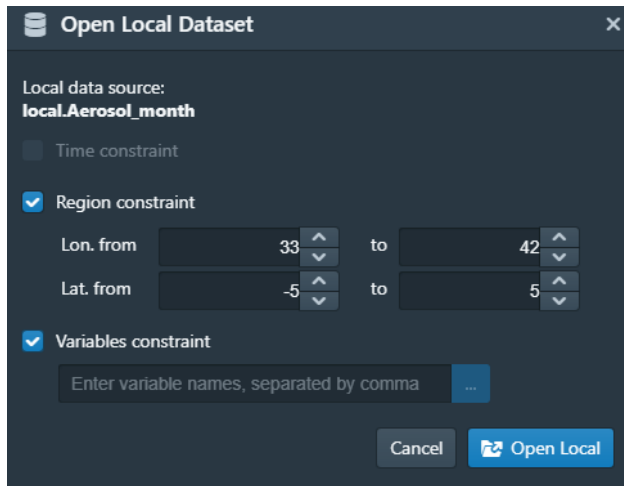 Open Local Dataset
Local data source:
local.Aerosol_month
Time constraint
Region constraint
Lon. from 33 to 42
Lat. from -5 to 5
Variables constraint
Enter variable names, separated by comma ...
Cancel Open Local